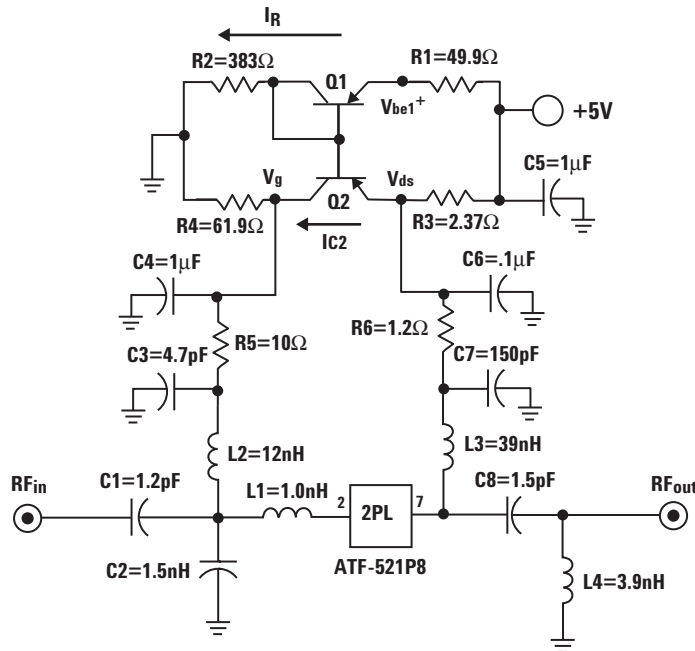 IR
R2=383Ω
Q1
R1=49.9Ω
Vbe1+
+5V
C5=1μF
Vg
Q2
Vds
R4=61.9Ω
IC2
R3=2.37Ω
C4=1μF
C6=.1μF
R5=10Ω
R6=1.2Ω
C3=4.7pF
C7=150pF
L2=12nH
L3=39nH
RFin
C1=1.2pF
L1=1.0nH
2
2PL
7
C8=1.5pF
RFout
C2=1.5nH
ATF-521P8
L4=3.9nH